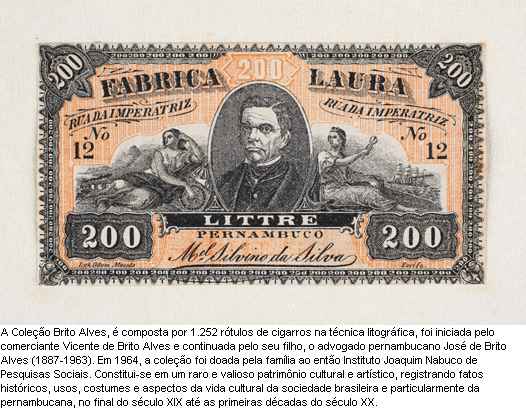 200 200
FABRICA 200 LAURA
RUA DA IMPERATRIZ RUA DA IMPERATRIZ
No No
12 12
LITTRE
200 PERNAMBUCO 200
Mel Silvino da Silva
A Coleção Brito Alves, é composta por 1.252 rótulos de cigarros na técnica litográfica, foi iniciada pelo
comerciante Vicente de Brito Alves e continuada pelo seu filho, o advogado pernambucano José de Brito
Alves (1887-1963). Em 1964, a coleção foi doada pela família ao então Instituto Joaquim Nabuco de
Pesquisas Sociais. Constitui-se em um raro e valioso patrimônio cultural e artístico, registrando fatos
históricos, usos, costumes e aspectos da vida cultural da sociedade brasileira e particularmente da
pernambucana, no final do século XIX até as primeiras décadas do século XX.